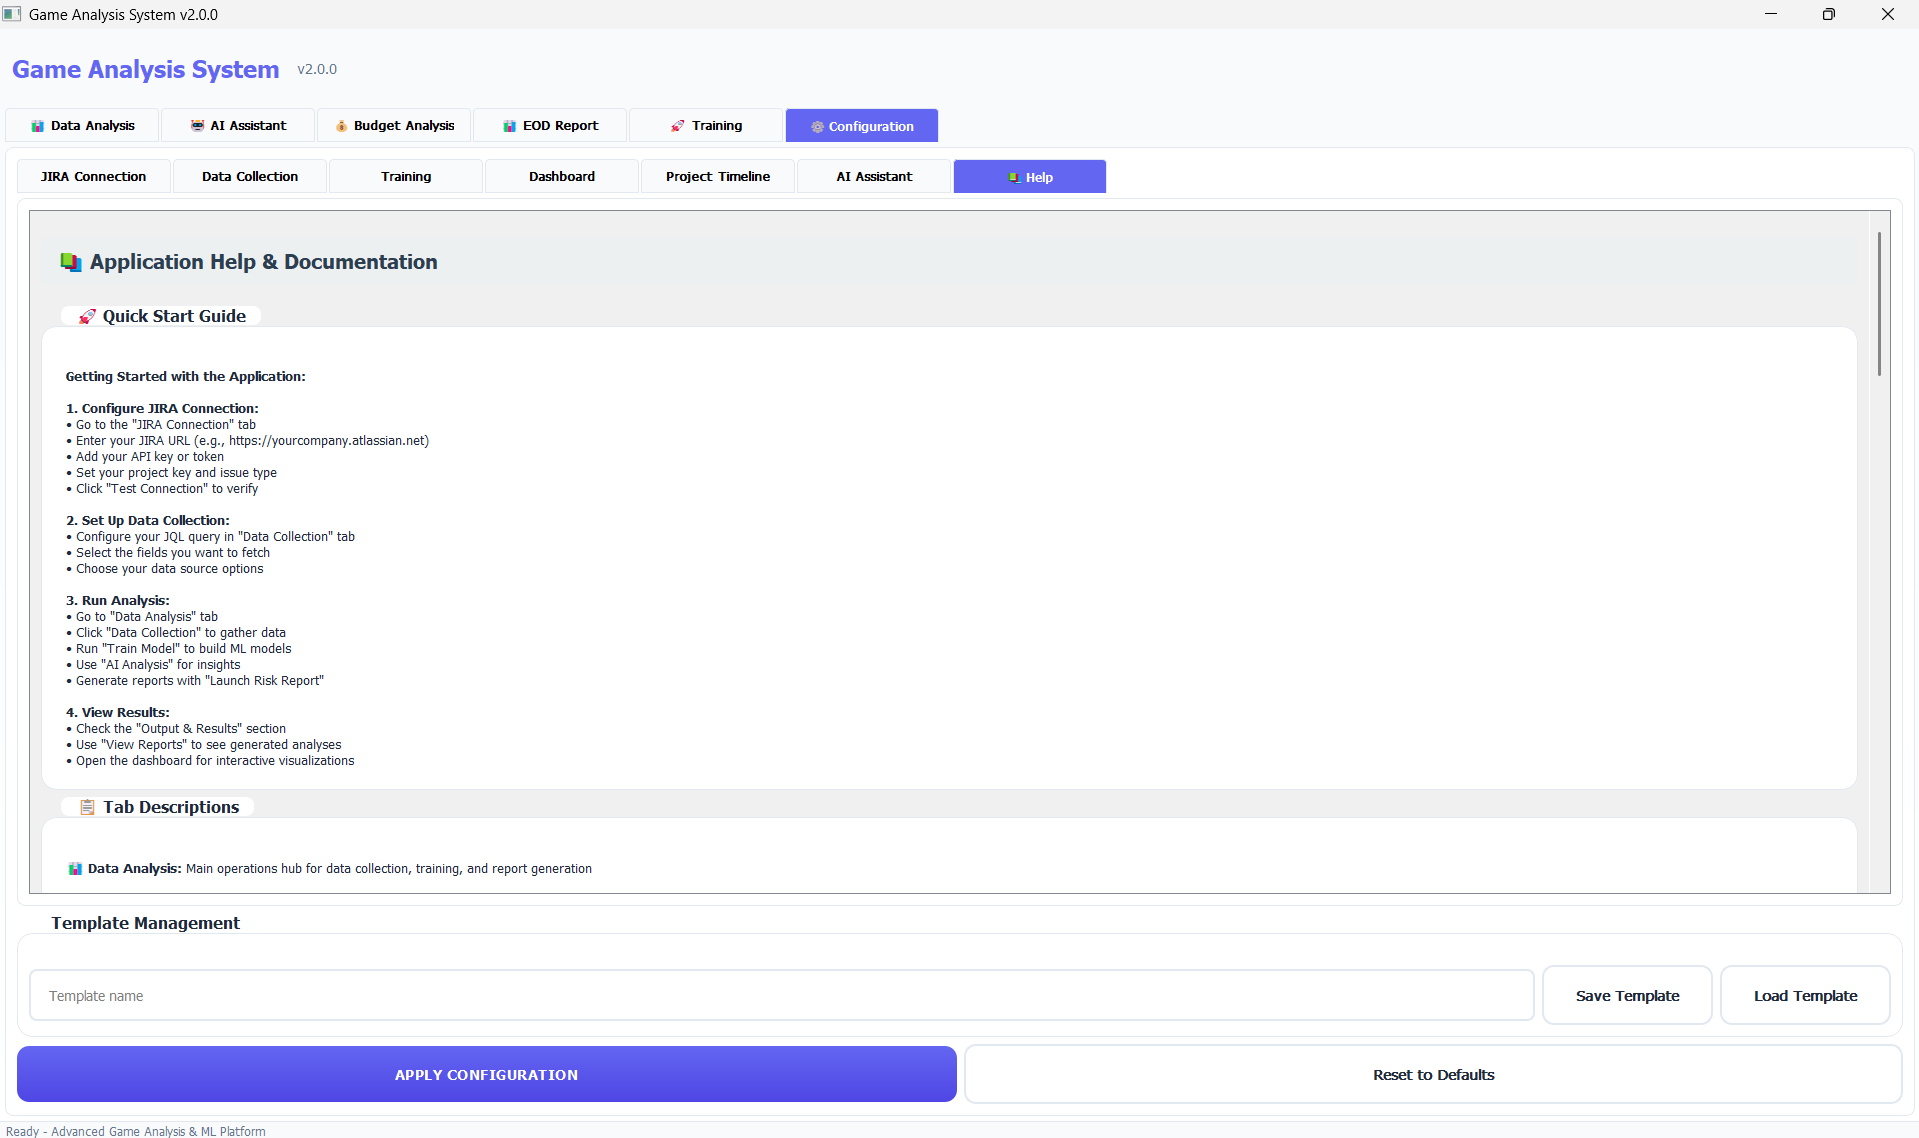 Game Analysis System v2.0.0
Game Analysis System v2.0.0
Data Analysis AI Assistant Budget Analysis EOD Report Training Configuration
JIRA Connection Data Collection Training Dashboard Project Timeline AI Assistant Help
Application Help & Documentation
Quick Start Guide
Getting Started with the Application:
1. Configure JIRA Connection:
• Go to the "JIRA Connection" tab
• Enter your JIRA URL (e.g., https://yourcompany.atlassian.net)
• Add your API key or token
• Set your project key and issue type
• Click "Test Connection" to verify
2. Set Up Data Collection:
• Configure your JQL query in "Data Collection" tab
• Select the fields you want to fetch
• Choose your data source options
3. Run Analysis:
• Go to "Data Analysis" tab
• Click "Data Collection" to gather data
• Run "Train Model" to build ML models
• Use "AI Analysis" for insights
• Generate reports with "Launch Risk Report"
4. View Results:
• Check the "Output & Results" section
• Use "View Reports" to see generated analyses
• Open the dashboard for interactive visualizations
Tab Descriptions
Data Analysis: Main operations hub for data collection, training, and report generation
Template Management
Template name Save Template Load Template
APPLY CONFIGURATION Reset to Defaults
Ready - Advanced Game Analysis & ML Platform